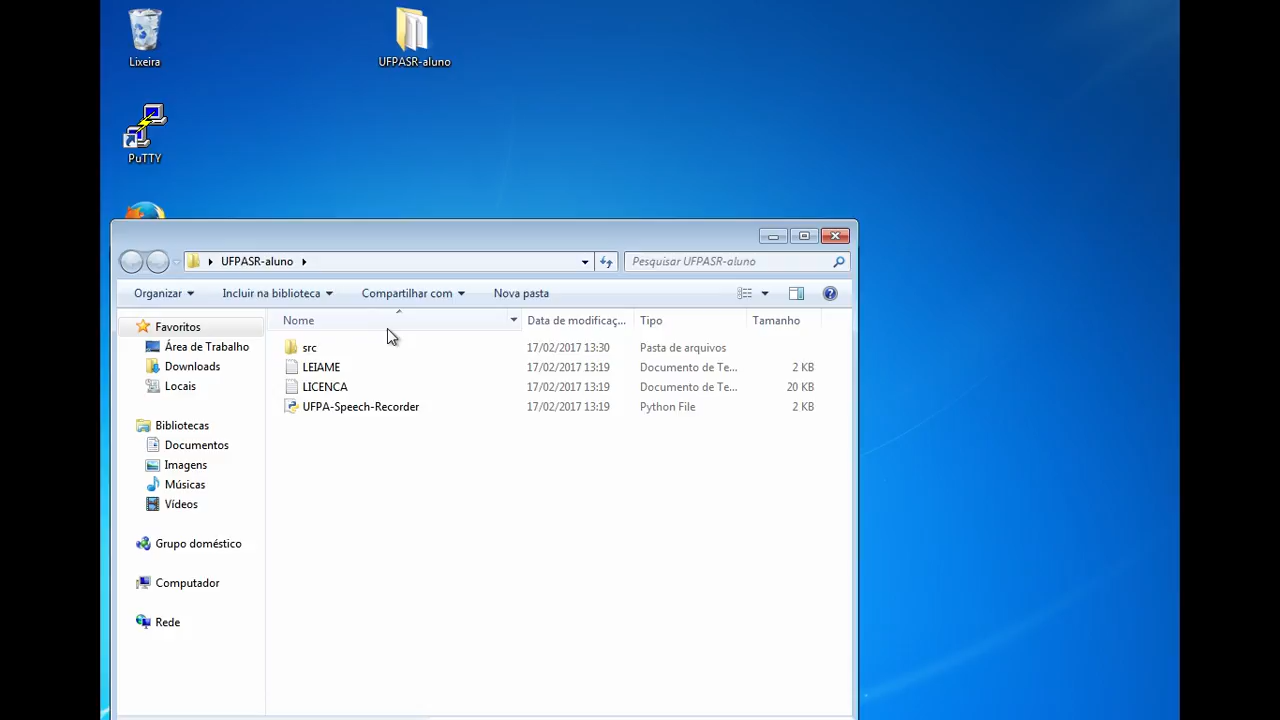 Lixeira
UFPASR-aluno
PuTTY
UFPASR-aluno
Pesquisar UFPASR-aluno
Organizar Incluir na biblioteca Compartilhar com Nova pasta
Nome Data de modificaç... Tipo Tamanho
Favoritos
Área de Trabalho
Downloads
Locais
Bibliotecas
Documentos
Imagens
Músicas
Vídeos
Grupo doméstico
Computador
Rede
src 17/02/2017 13:30 Pasta de arquivos
LEIAME 17/02/2017 13:19 Documento de Te... 2 KB
LICENCA 17/02/2017 13:19 Documento de Te... 20 KB
UFPA-Speech-Recorder 17/02/2017 13:19 Python File 2 KB